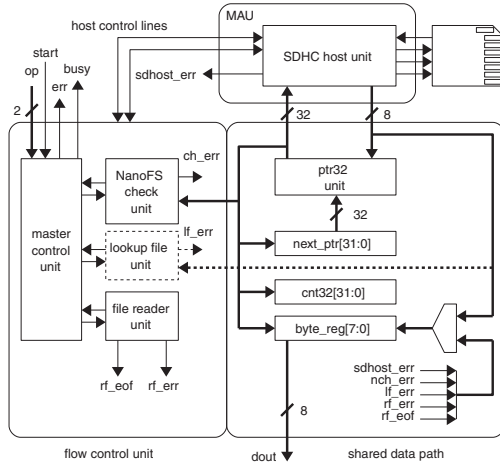 MAU
host control lines
SDHC host unit
start
op
busy
err
sdhost_err
2
32
8
NanoFS
check
unit
ch_err
ptr32
unit
32
master
control
unit
lookup file
unit
lf_err
next_ptr[31:0]
cnt32[31:0]
file reader
unit
byte_reg[7:0]
rf_eof
rf_err
sdhost_err
nch_err
lf_err
rf_err
rf_eof
8
flow control unit
dout
shared data path